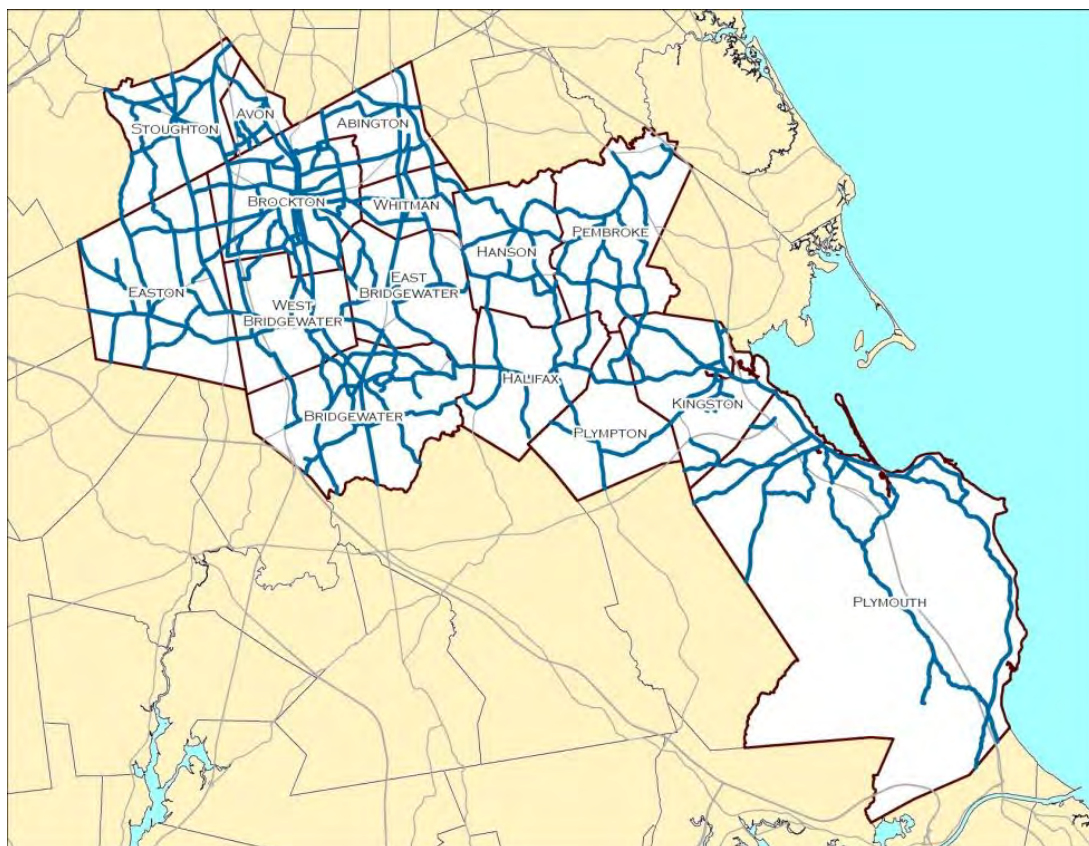 AVON
STOUGHTON
ABINGTON
BROCKTON
WHITMAN
PEMBROKE
HANSON
EAST
BRIDGEWATER
EASTON
WEST
BRIDGEWATER
HALIFAX
KINGSTON
BRIDGEWATER
PLYMPTON
PLYMOUTH